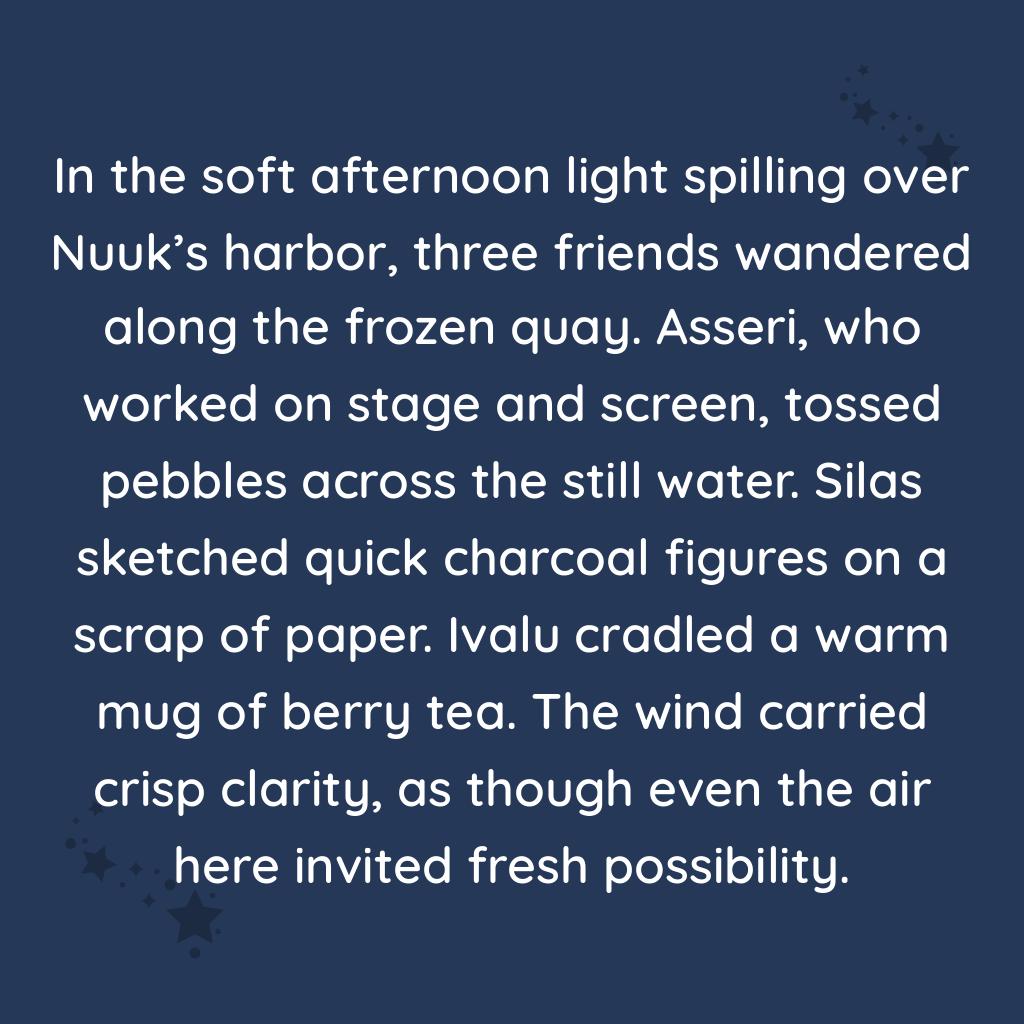 In the soft afternoon light spilling over
Nuuk’s harbor, three friends wandered
along the frozen quay. Asseri, who
worked on stage and screen, tossed
pebbles across the still water. Silas
sketched quick charcoal figures on a
scrap of paper. Ivalu cradled a warm
mug of berry tea. The wind carried
crisp clarity, as though even the air
here invited fresh possibility.